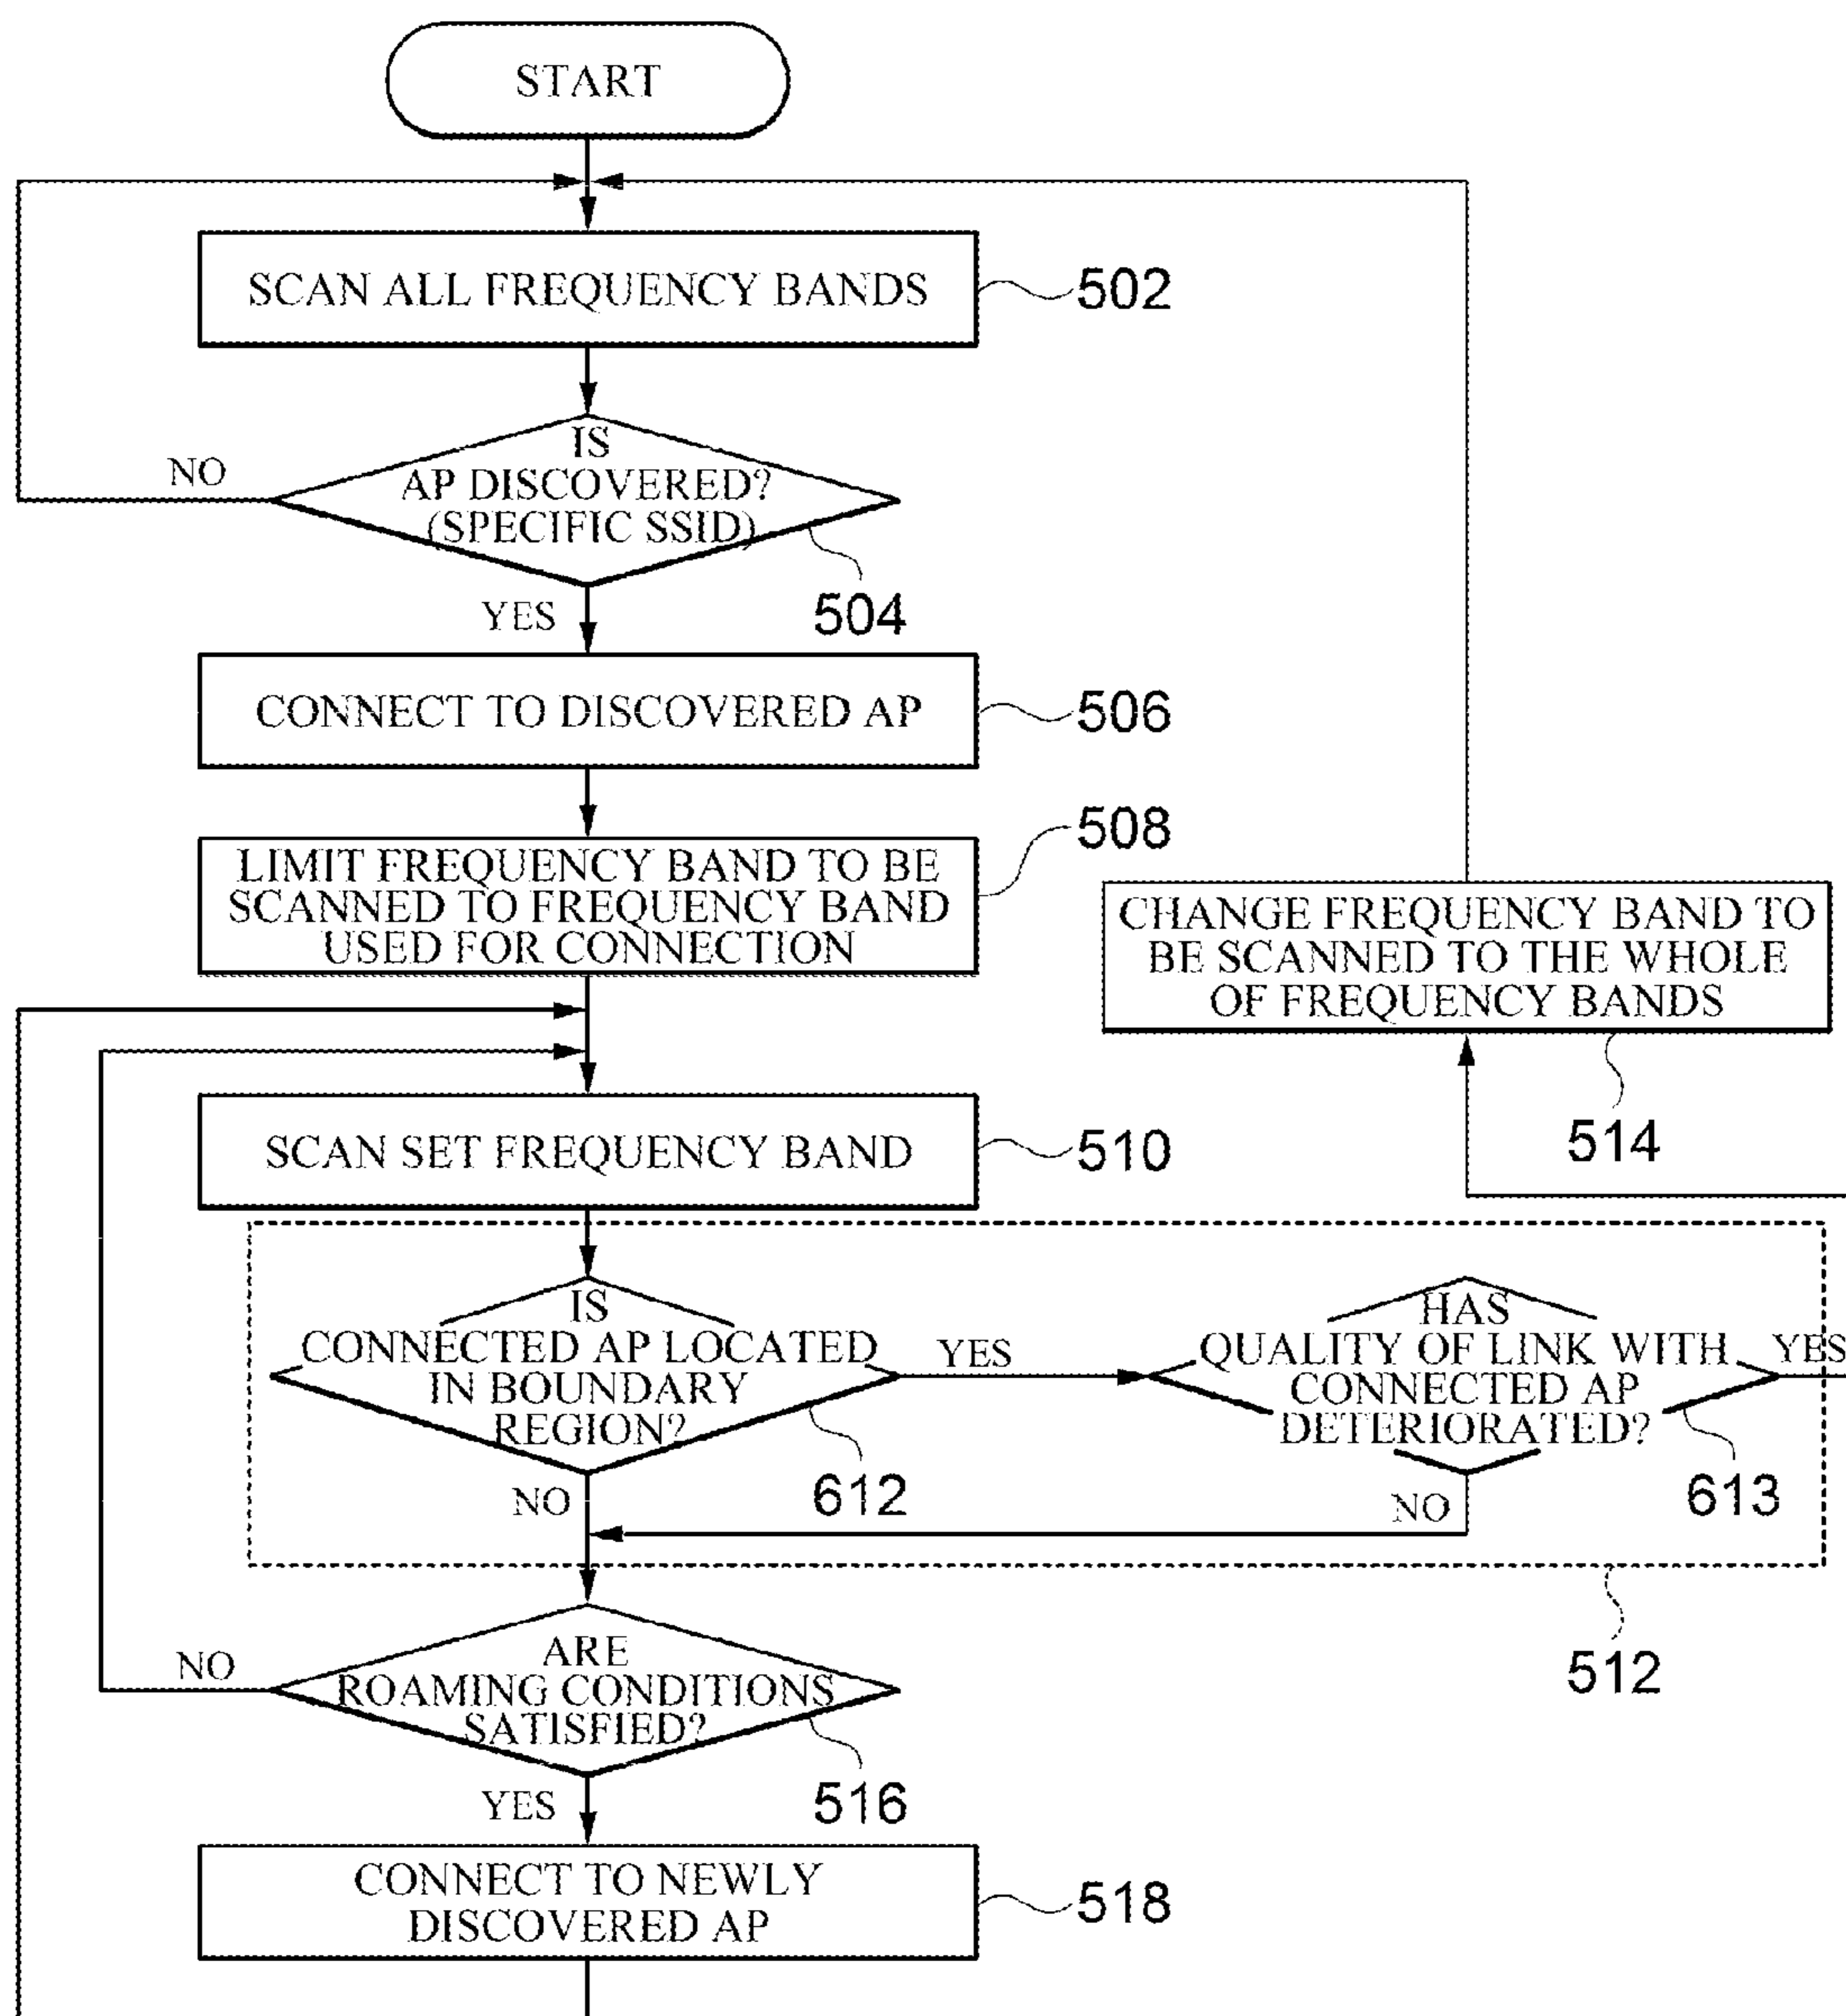 START
SCAN ALL FREQUENCY BANDS
502
IS
AP DISCOVERED?
(SPECIFIC SSID)
NO
YES
504
CONNECT TO DISCOVERED AP
506
LIMIT FREQUENCY BAND TO BE
SCANNED TO FREQUENCY BAND
USED FOR CONNECTION
508
CHANGE FREQUENCY BAND TO
BE SCANNED TO THE WHOLE
OF FREQUENCY BANDS
514
SCAN SET FREQUENCY BAND
510
IS
CONNECTED AP LOCATED
IN BOUNDARY
REGION?
YES
NO
612
HAS
QUALITY OF LINK WITH
CONNECTED AP
DETERIORATED?
YES
NO
613
512
ARE
ROAMING CONDITIONS
SATISFIED?
NO
YES
516
CONNECT TO NEWLY
DISCOVERED AP
518